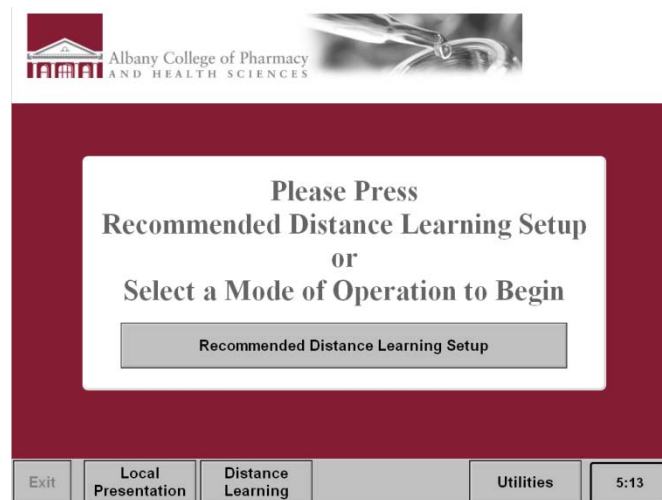 Albany College of Pharmacy
AND HEALTH SCIENCES
Please Press
Recommended Distance Learning Setup
or
Select a Mode of Operation to Begin
Recommended Distance Learning Setup
Exit
Local
Presentation
Distance
Learning
Utilities
5:13